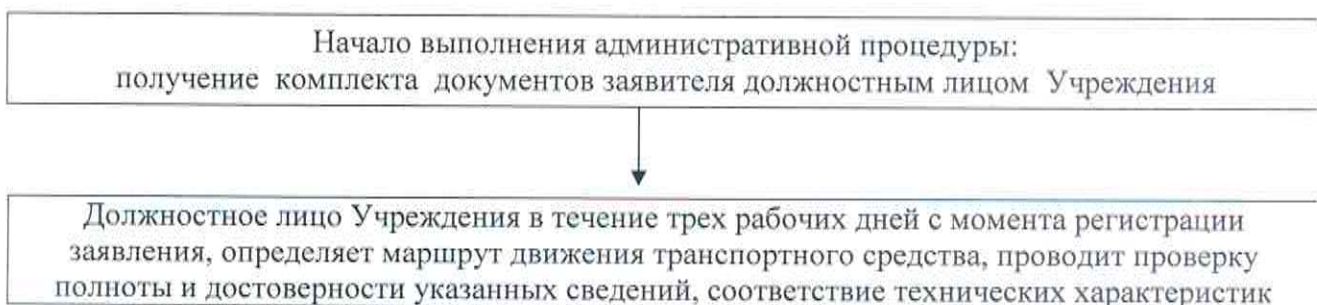 Начало выполнения административной процедуры:
получение комплекта документов заявителя должностным лицом Учреждения
Должностное лицо Учреждения в течение трех рабочих дней с момента регистрации
заявления, определяет маршрут движения транспортного средства, проводит проверку
полноты и достоверности указанных сведений, соответствие технических характеристик